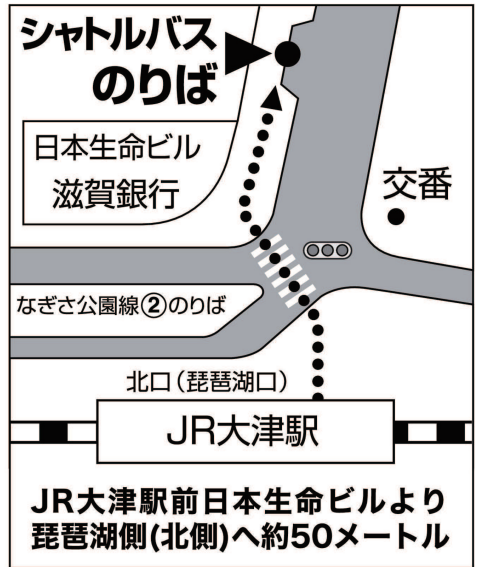 シャトルバス
のりば
日本生命ビル
滋賀銀行
交番
なぎさ公園線②のりば
北口（琵琶湖口）
JR大津駅
JR大津駅前日本生命ビルより
琵琶湖側(北側)へ約50メートル